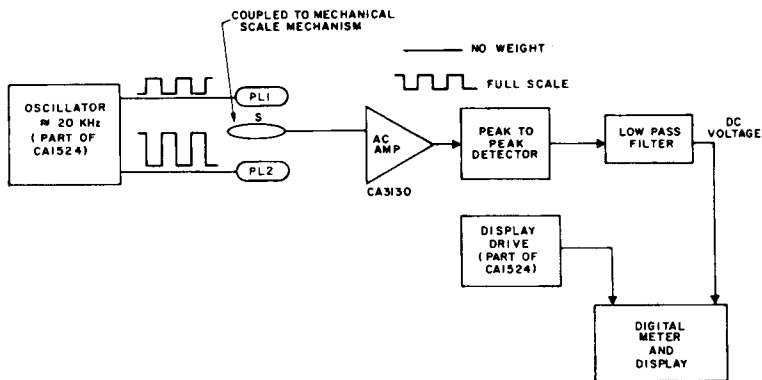 COUPLED TO MECHANICAL
SCALE MECHANISM
NO WEIGHT
FULL SCALE
OSCILLATOR
≈ 20 KHz
( PART OF
CA1524)
PL1
S
PL2
AC
AMP
CA3130
PEAK TO
PEAK
DETECTOR
LOW PASS
FILTER
DC
VOLTAGE
DISPLAY
DRIVE
( PART OF
CA1524)
DIGITAL
METER
AND
DISPLAY